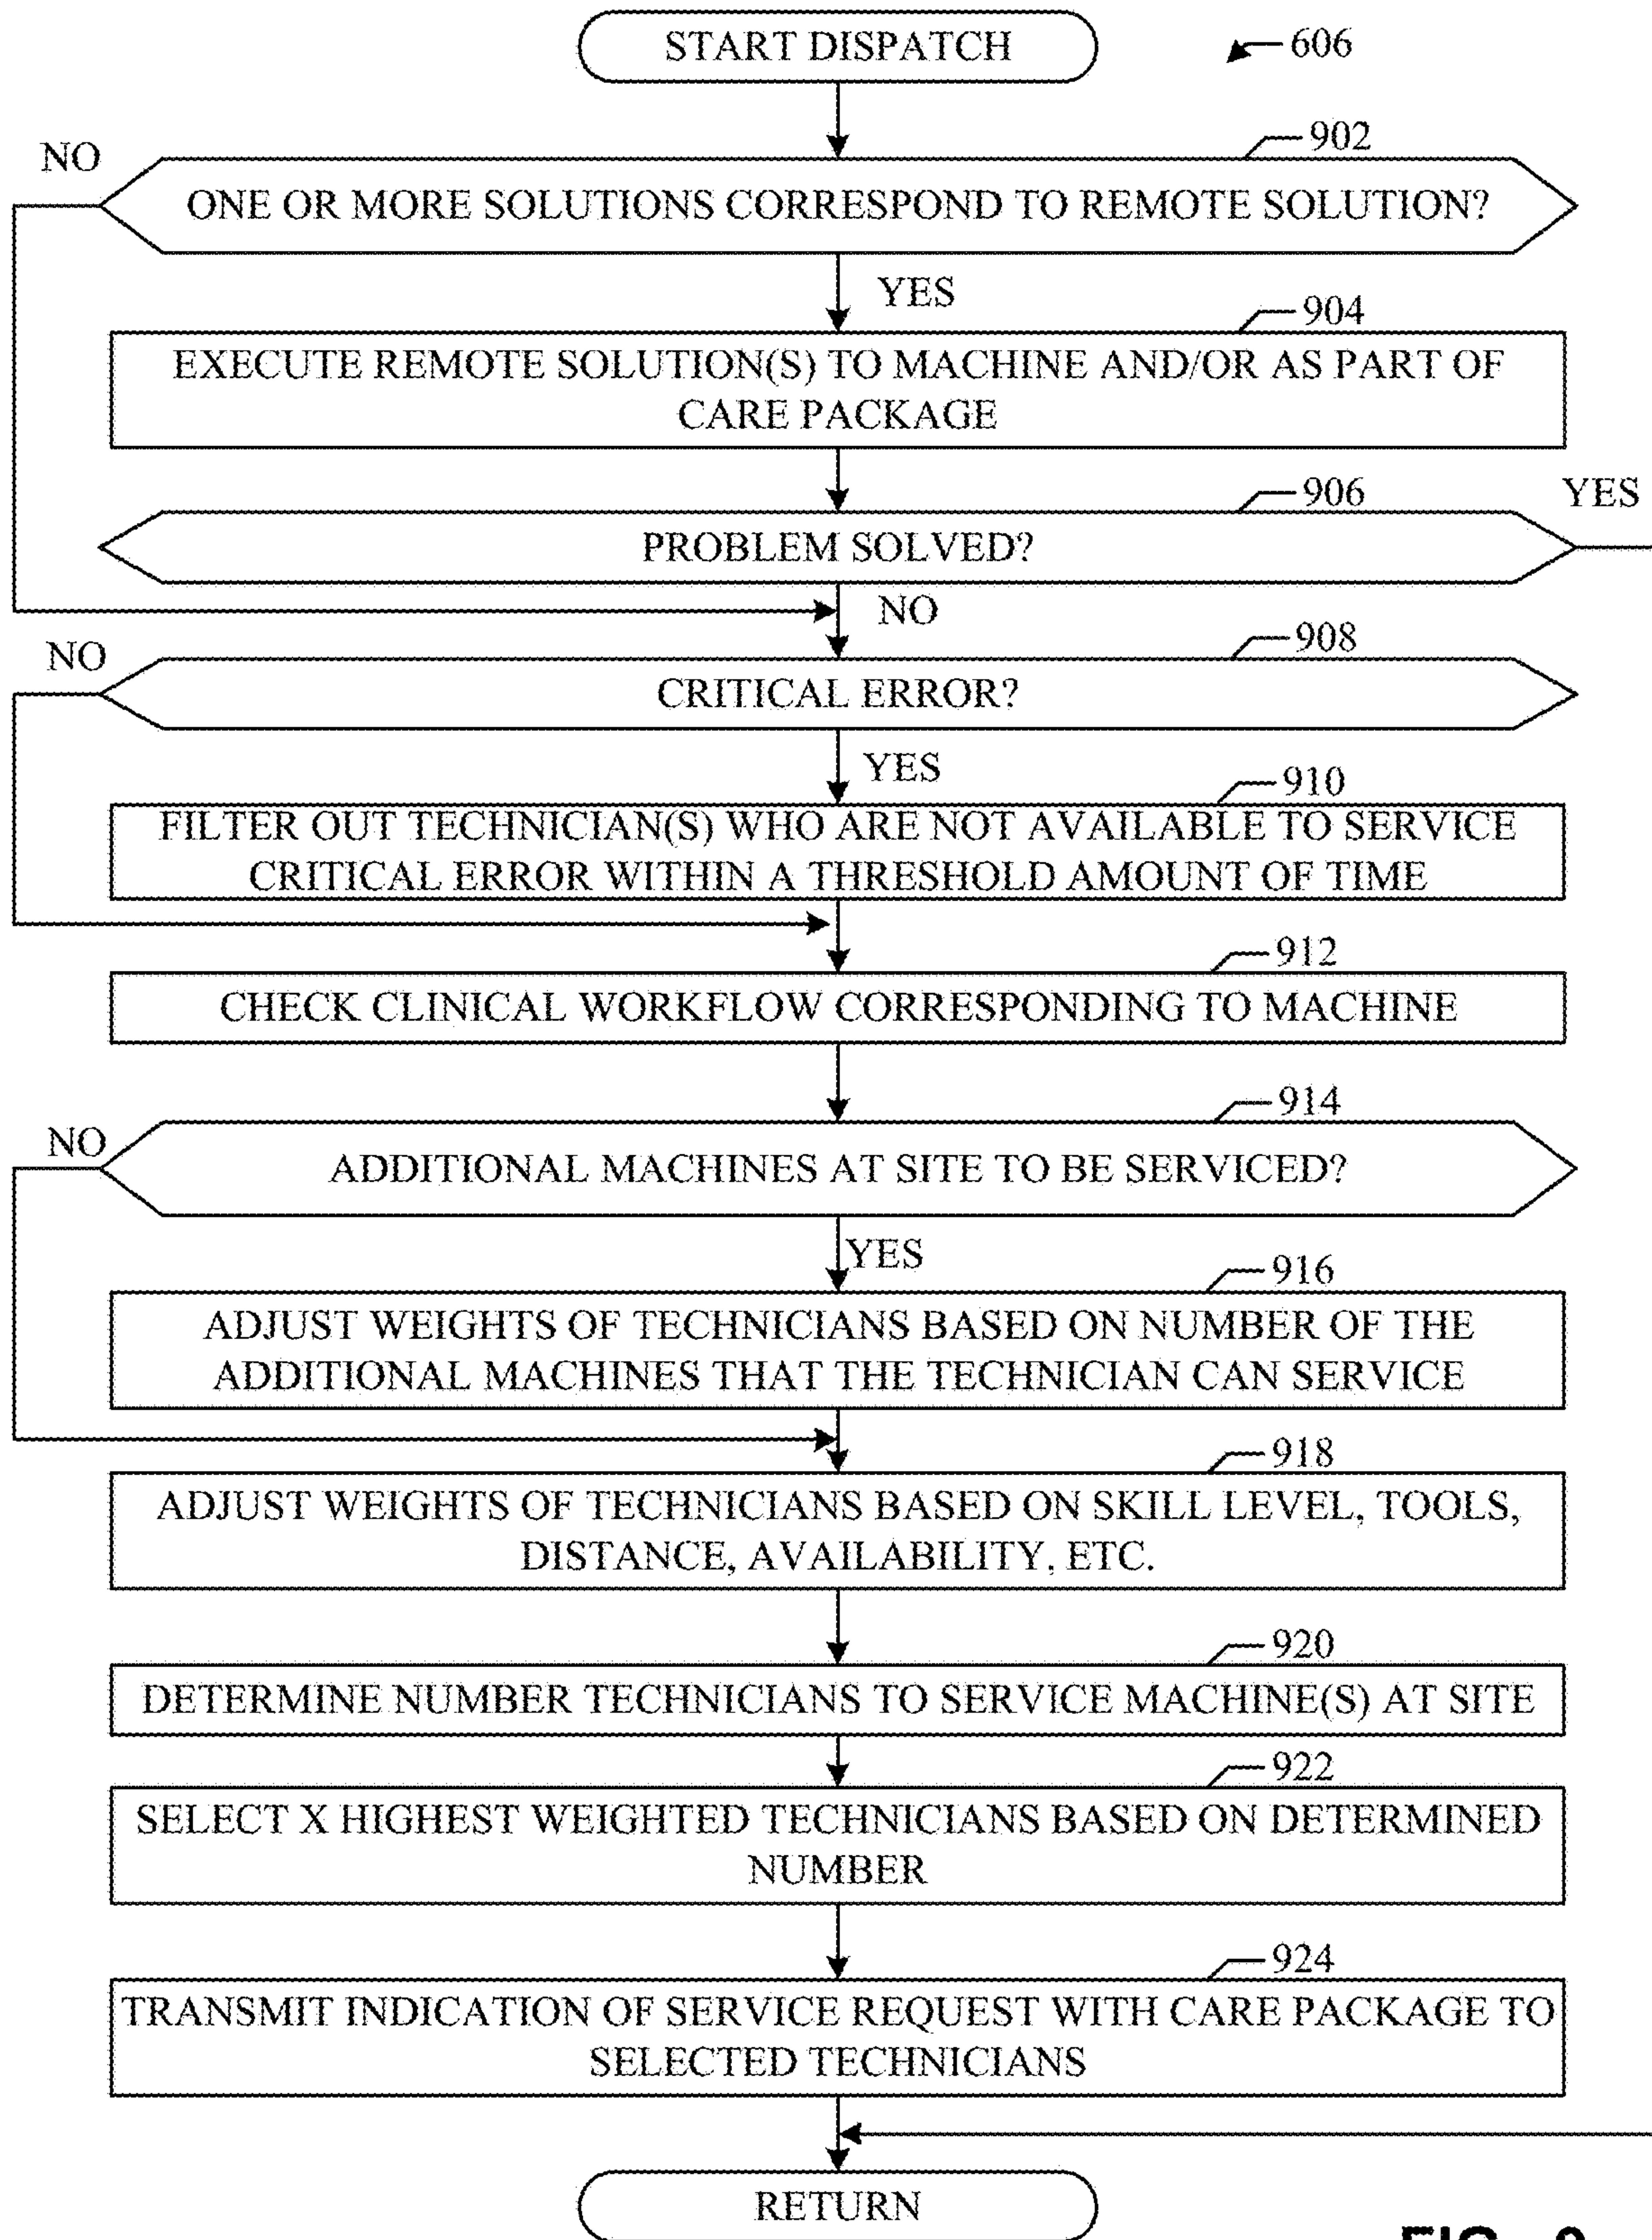 START DISPATCH
606
902
NO
ONE OR MORE SOLUTIONS CORRESPOND TO REMOTE SOLUTION?
YES
904
EXECUTE REMOTE SOLUTION(S) TO MACHINE AND/OR AS PART OF
CARE PACKAGE
906
YES
PROBLEM SOLVED?
NO
908
NO
CRITICAL ERROR?
YES
910
FILTER OUT TECHNICIAN(S) WHO ARE NOT AVAILABLE TO SERVICE
CRITICAL ERROR WITHIN A THRESHOLD AMOUNT OF TIME
912
CHECK CLINICAL WORKFLOW CORRESPONDING TO MACHINE
914
NO
ADDITIONAL MACHINES AT SITE TO BE SERVICED?
YES
916
ADJUST WEIGHTS OF TECHNICIANS BASED ON NUMBER OF THE
ADDITIONAL MACHINES THAT THE TECHNICIAN CAN SERVICE
918
ADJUST WEIGHTS OF TECHNICIANS BASED ON SKILL LEVEL, TOOLS,
DISTANCE, AVAILABILITY, ETC.
920
DETERMINE NUMBER TECHNICIANS TO SERVICE MACHINE(S) AT SITE
922
SELECT X HIGHEST WEIGHTED TECHNICIANS BASED ON DETERMINED
NUMBER
924
TRANSMIT INDICATION OF SERVICE REQUEST WITH CARE PACKAGE TO
SELECTED TECHNICIANS
RETURN